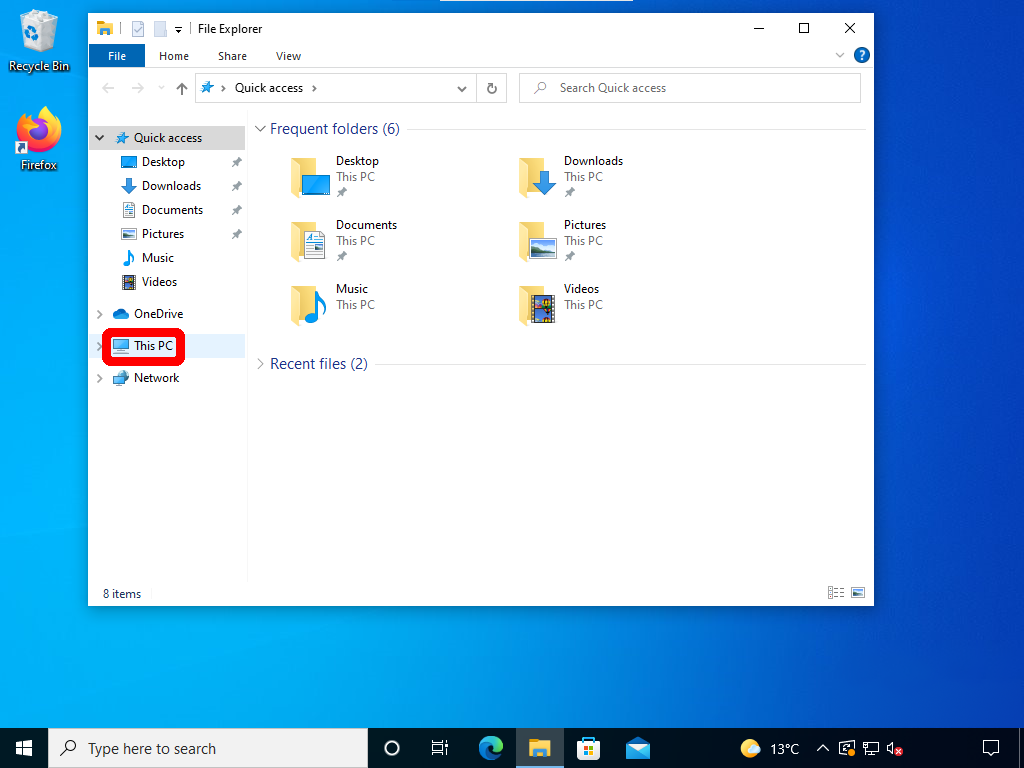 Recycle Bin
Firefox
File Explorer
File
Home
Share
View
?
Quick access
Search Quick access
Quick access
Desktop
Downloads
Documents
Pictures
Music
Videos
OneDrive
This PC
Network
Frequent folders (6)
Desktop
This PC
Downloads
This PC
Documents
This PC
Pictures
This PC
Music
This PC
Videos
This PC
Recent files (2)
8 items
Type here to search
13°C